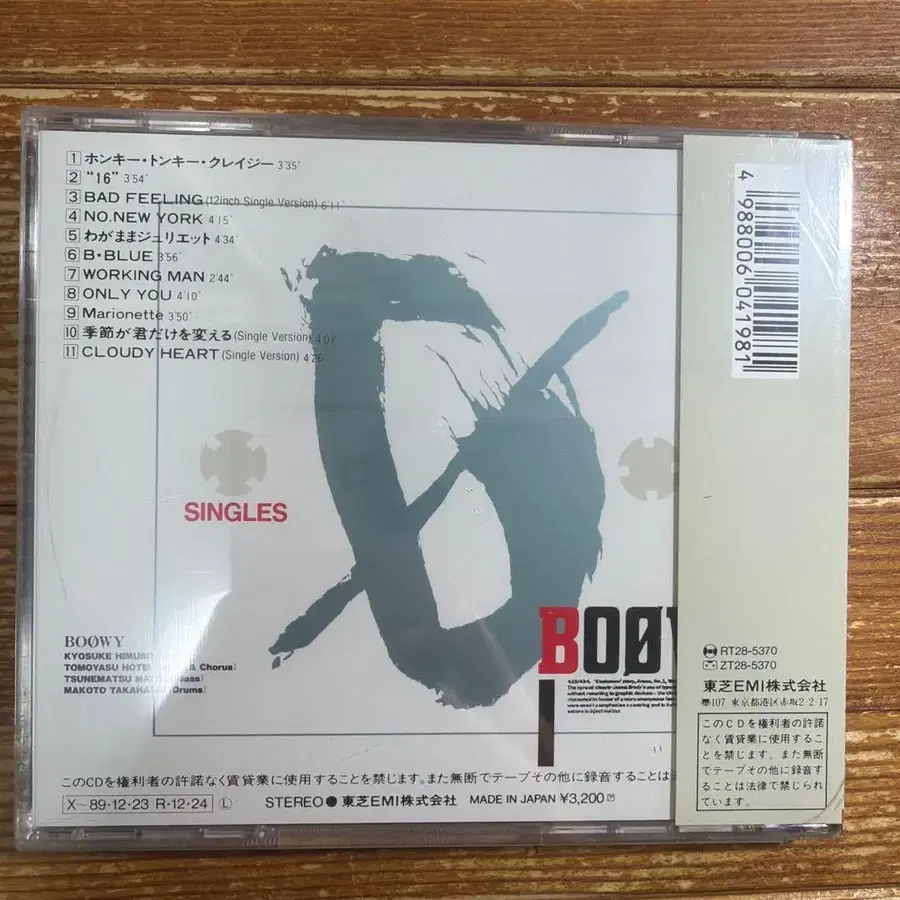 1 ホンキー・トンキー・クレイジー 3'35"
2 "16" 3'54"
3 BAD FEELING (12inch Single Version) 6'11"
4 NO. NEW YORK 4'15"
5 わがままジュリエット 4'34"
6 B・BLUE 3'56"
7 WORKING MAN 2'44"
8 ONLY YOU 4'10"
9 Marionette 3'50"
10 季節が君だけを変える (Single Version) 4'07
11 CLOUDY HEART (Single Version) 4'26
SINGLES
BOØWY
KYOSUKE HIMURO
TOMOYASU Chorus)
TSUNEMATSU
MAKOTO TAKAHA Drums)
BOØW
このCDを権利者の許諾なく賃貸業に使用することを禁じます。また無断でテープその他に録音することは
X～89・12・23 R・12・24 Ⓛ STEREO● 東芝EMI株式会社 MADE IN JAPAN ¥3,200
4 988006 041981
RT28-5370
ZT28-5370
東芝EMI株式会社
〠107 東京都港区赤坂2-2-17
このCDを権利者の許諾
なく賃貸業に使用するこ
とを禁じます。また無断
でテープその他に録音す
ることは法律で禁じられ
ています。